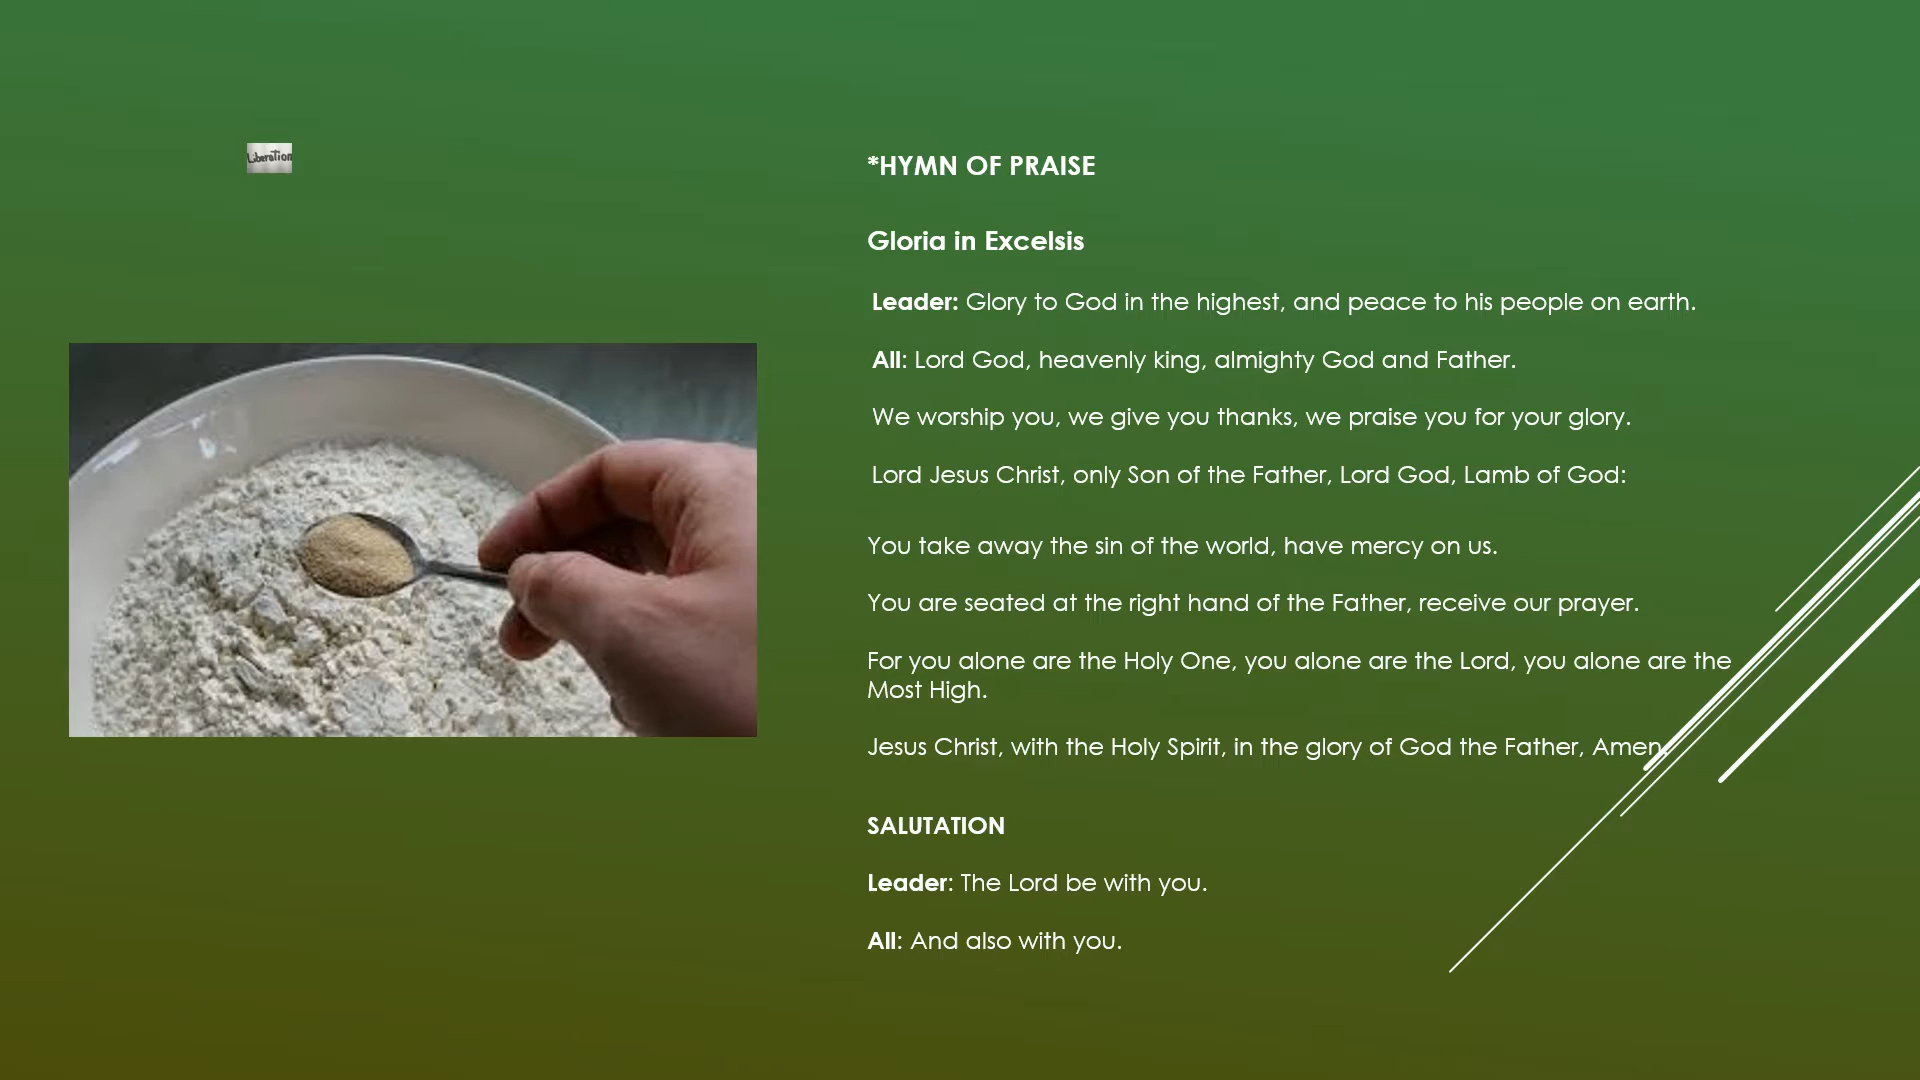 Liberation
*HYMN OF PRAISE
Gloria in Excelsis
Leader: Glory to God in the highest, and peace to his people on earth.
All: Lord God, heavenly king, almighty God and Father.
We worship you, we give you thanks, we praise you for your glory.
Lord Jesus Christ, only Son of the Father, Lord God, Lamb of God:
You take away the sin of the world, have mercy on us.
You are seated at the right hand of the Father, receive our prayer.
For you alone are the Holy One, you alone are the Lord, you alone are the
Most High.
Jesus Christ, with the Holy Spirit, in the glory of God the Father, Amen.
SALUTATION
Leader: The Lord be with you.
All: And also with you.